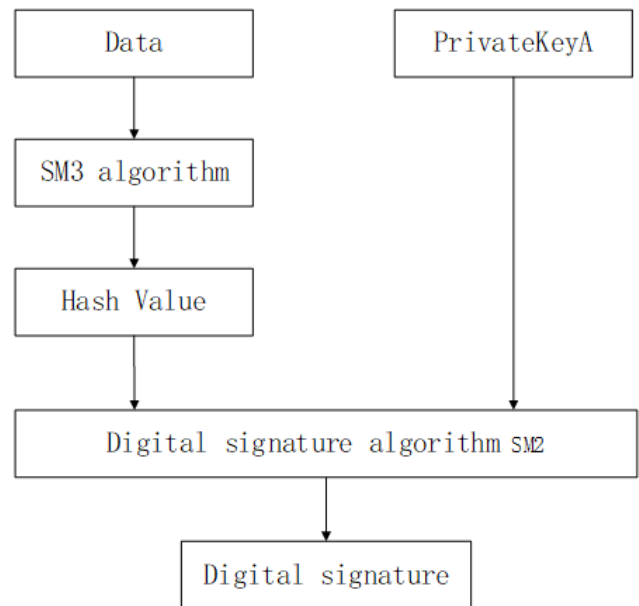 Data
PrivateKeyA
SM3 algorithm
Hash Value
Digital signature algorithm SM2
Digital signature